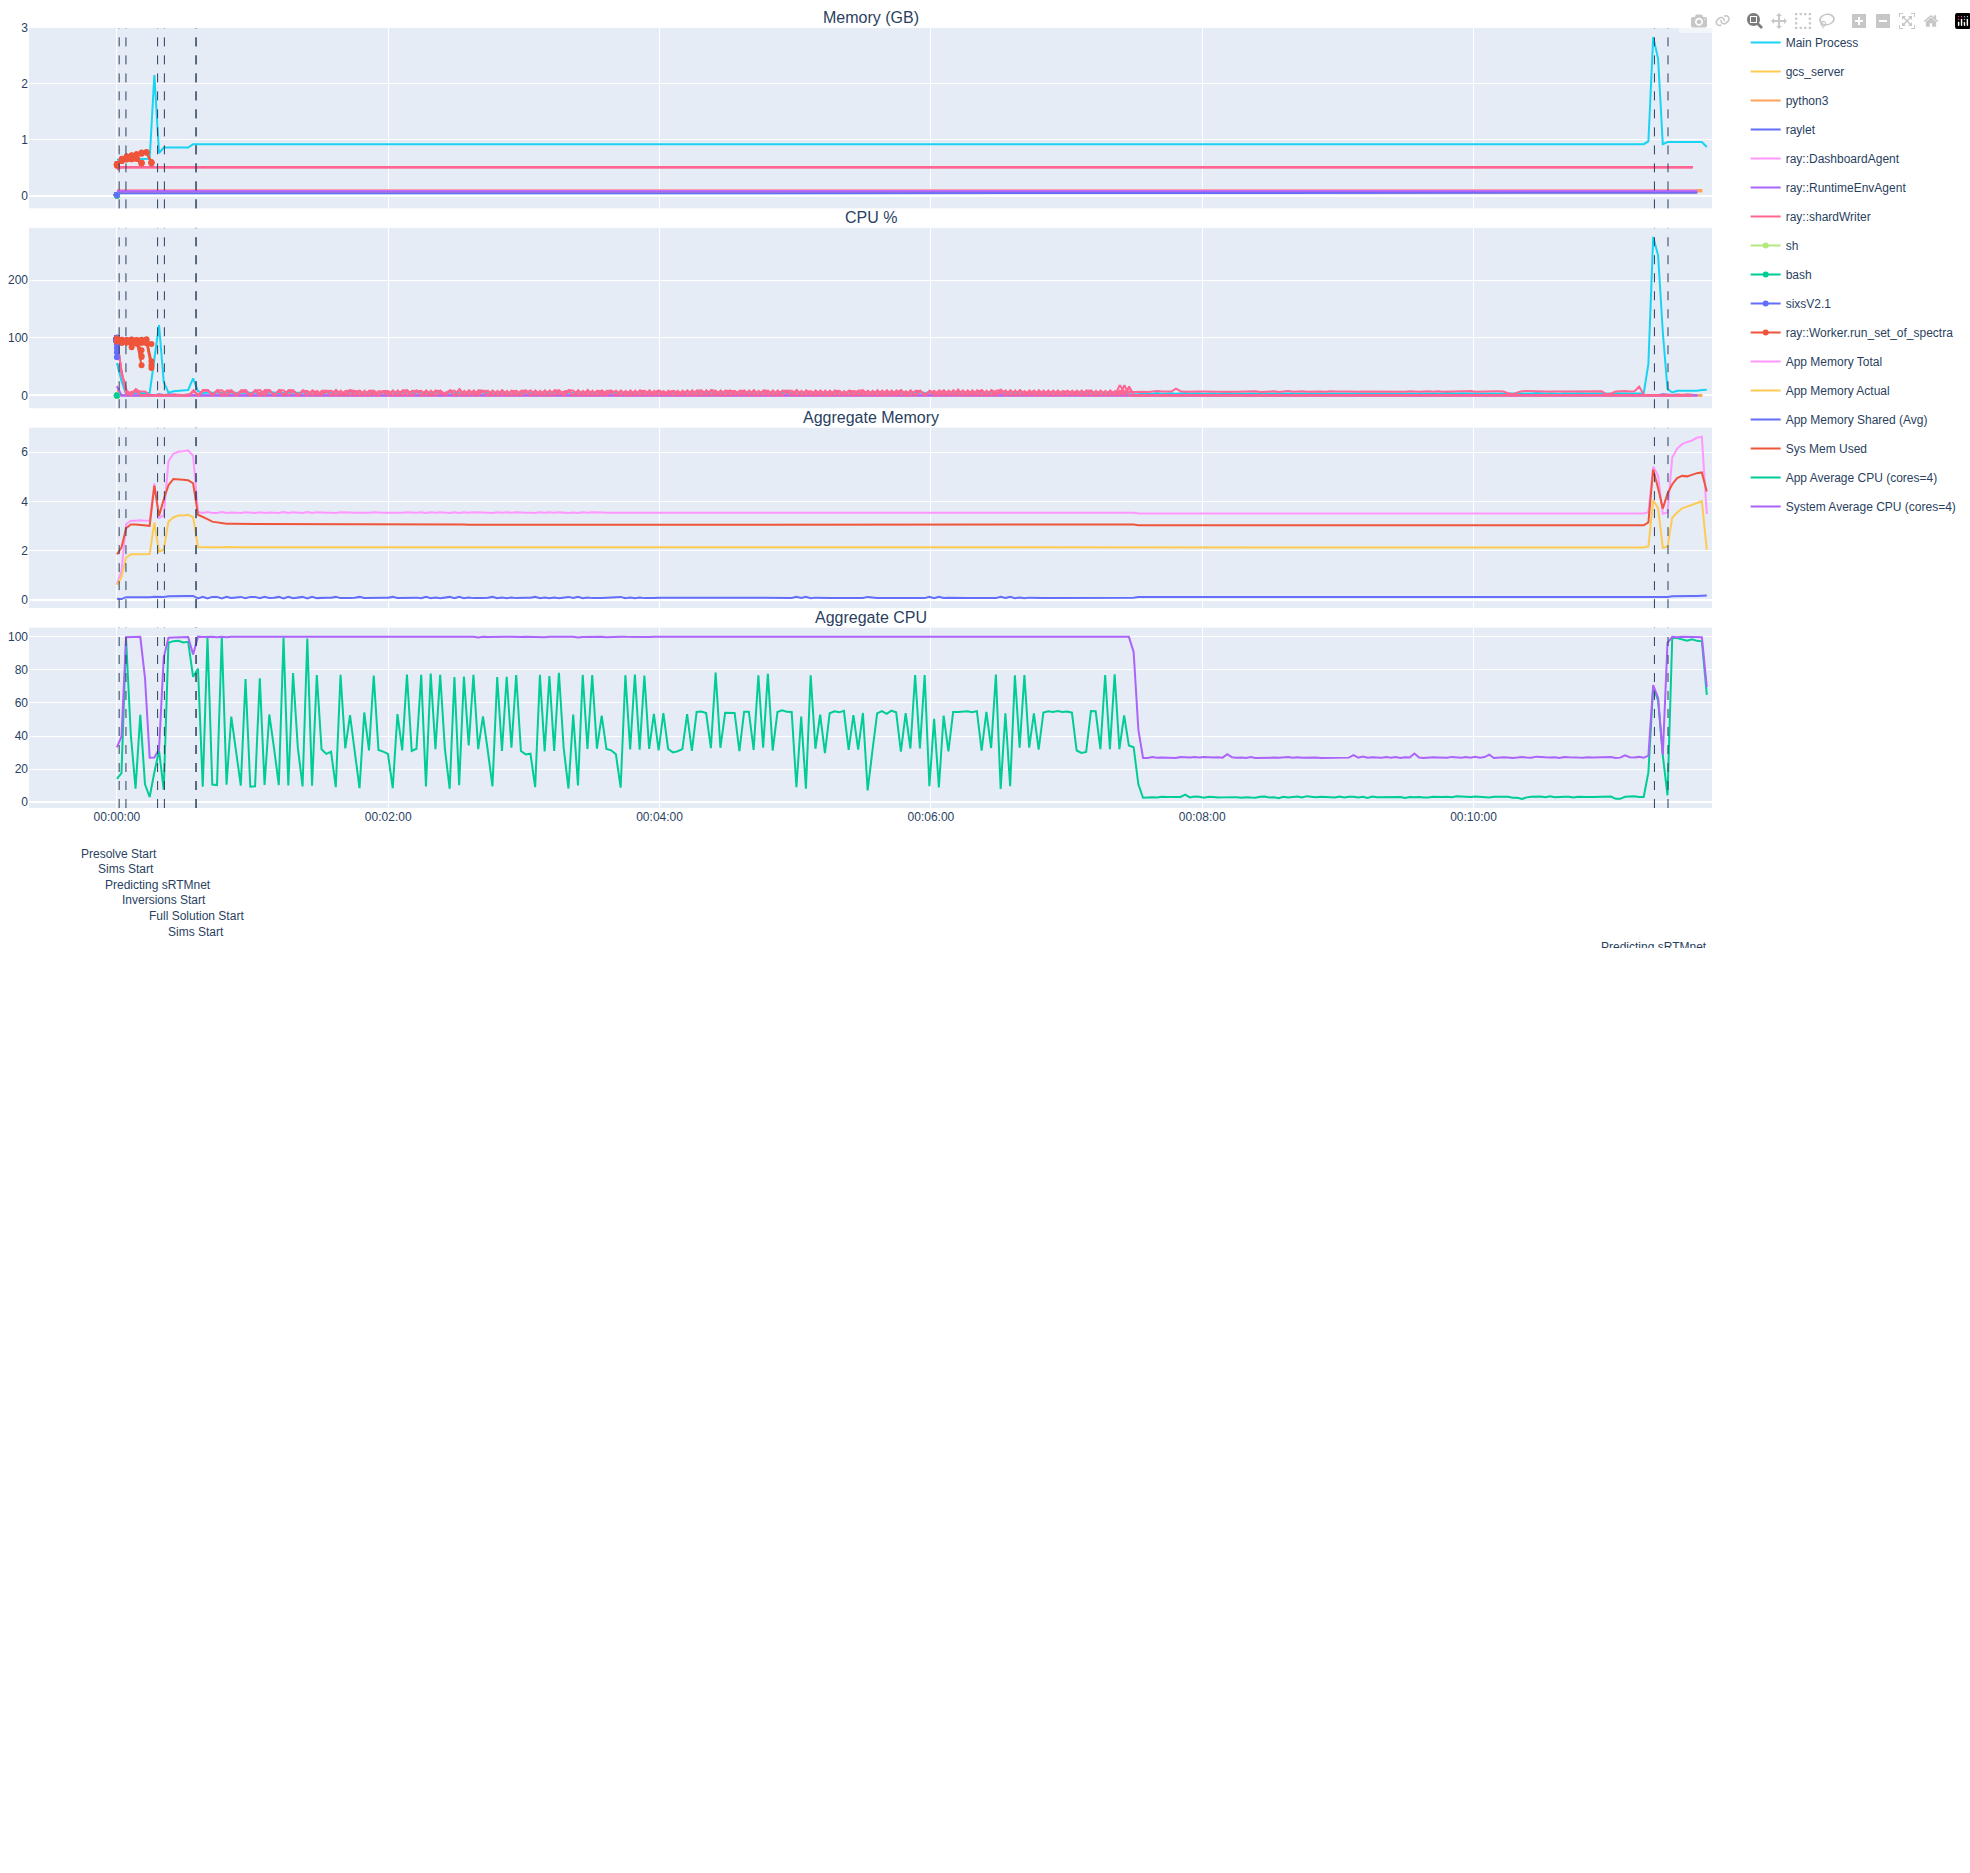 Memory (GB)
3
2
1
0
CPU %
200
100
0
Aggregate Memory
6
4
2
0
Aggregate CPU
100
80
60
40
20
0
00:00:00 00:02:00 00:04:00 00:06:00 00:08:00 00:10:00
Presolve Start
Sims Start
Predicting sRTMnet
Inversions Start
Full Solution Start
Sims Start
Predicting sRTMnet
Main Process
gcs_server
python3
raylet
ray::DashboardAgent
ray::RuntimeEnvAgent
ray::shardWriter
sh
bash
sixsV2.1
ray::Worker.run_set_of_spectra
App Memory Total
App Memory Actual
App Memory Shared (Avg)
Sys Mem Used
App Average CPU (cores=4)
System Average CPU (cores=4)